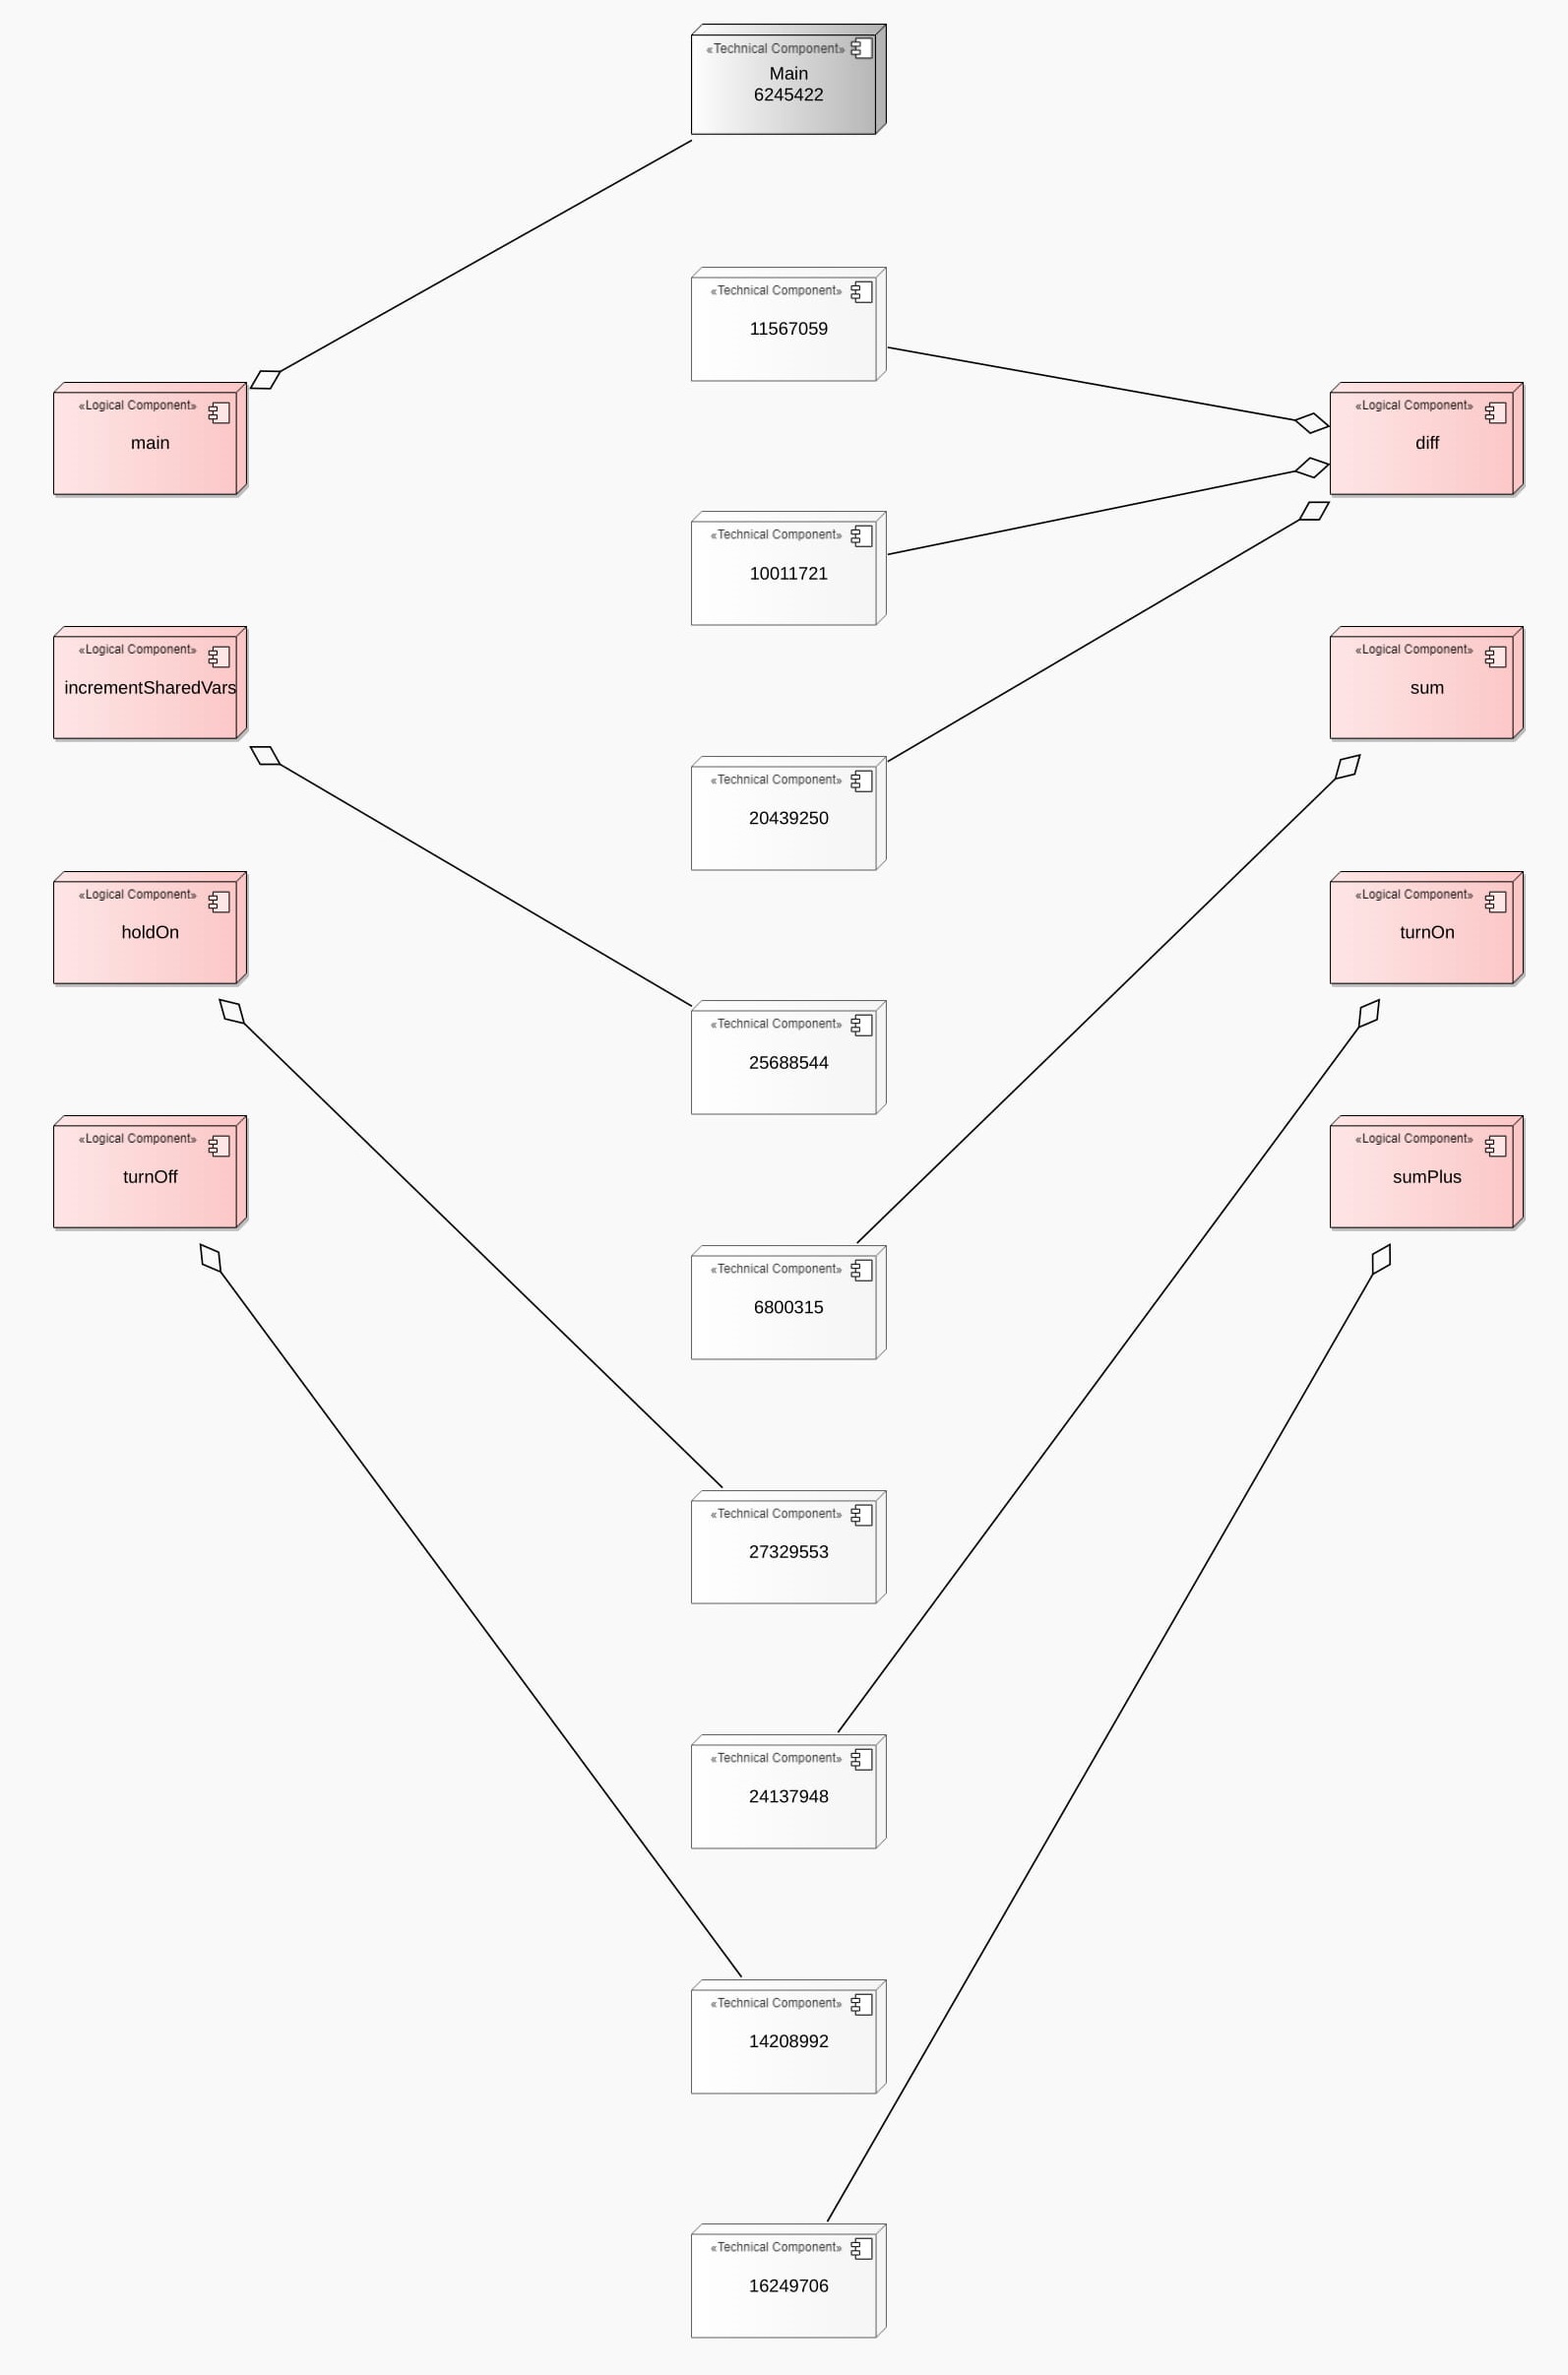 «Technical Component»
Main
6245422
«Technical Component»
11567059
«Logical Component»
main
«Logical Component»
diff
«Technical Component»
10011721
«Logical Component»
incrementSharedVars
«Logical Component»
sum
«Technical Component»
20439250
«Logical Component»
holdOn
«Logical Component»
turnOn
«Technical Component»
25688544
«Logical Component»
turnOff
«Logical Component»
sumPlus
«Technical Component»
6800315
«Technical Component»
27329553
«Technical Component»
24137948
«Technical Component»
14208992
«Technical Component»
16249706